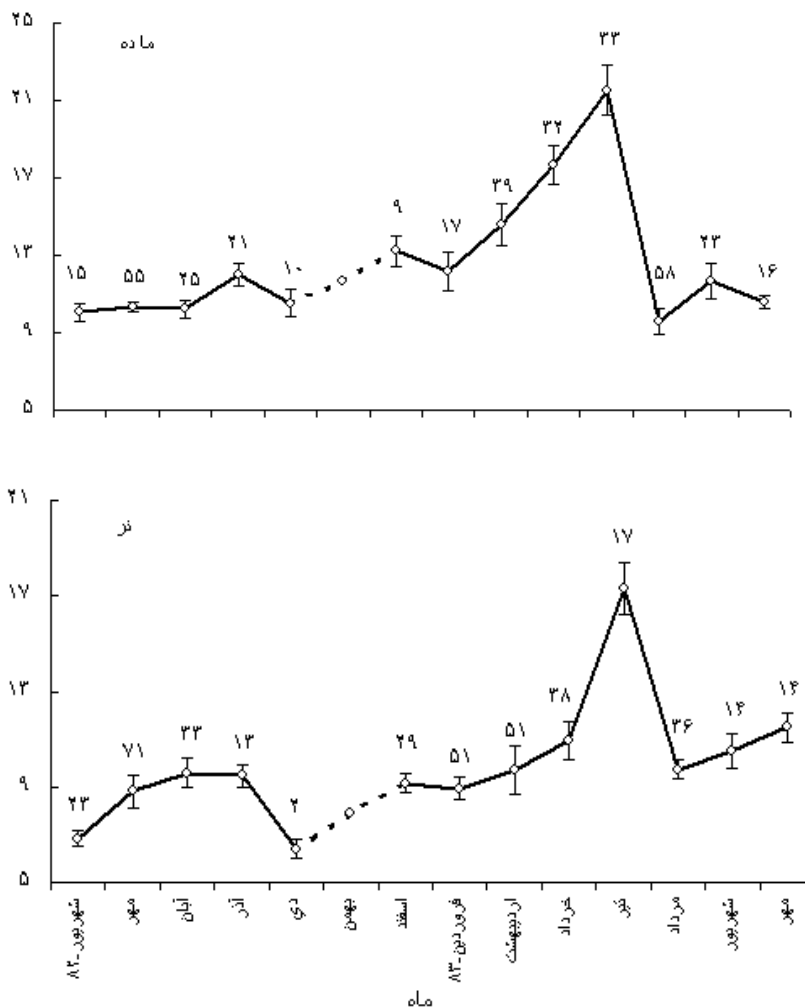 ۲۵
۲۱
۱۷
۱۳
۹
۵
ماده
۱۵ ۵۵ ۲۵ ۲۱ ۱۰ ۹ ۱۷ ۳۹ ۳۲ ۳۳ ۵۸ ۲۳ ۱۶
۲۱
۱۷
۱۳
۹
۵
نر
۲۳ ۷۱ ۳۳ ۱۳ ۲ ۲۹ ۵۱ ۵۱ ۳۸ ۱۷ ۳۶ ۱۴ ۱۴
شهریور-۸۲
مهر
آبان
آذر
دي
بهمن
اسفند
فروردین-۸۳
اردیبهشت
خرداد
تیر
مرداد
شهریور
مهر
ماه